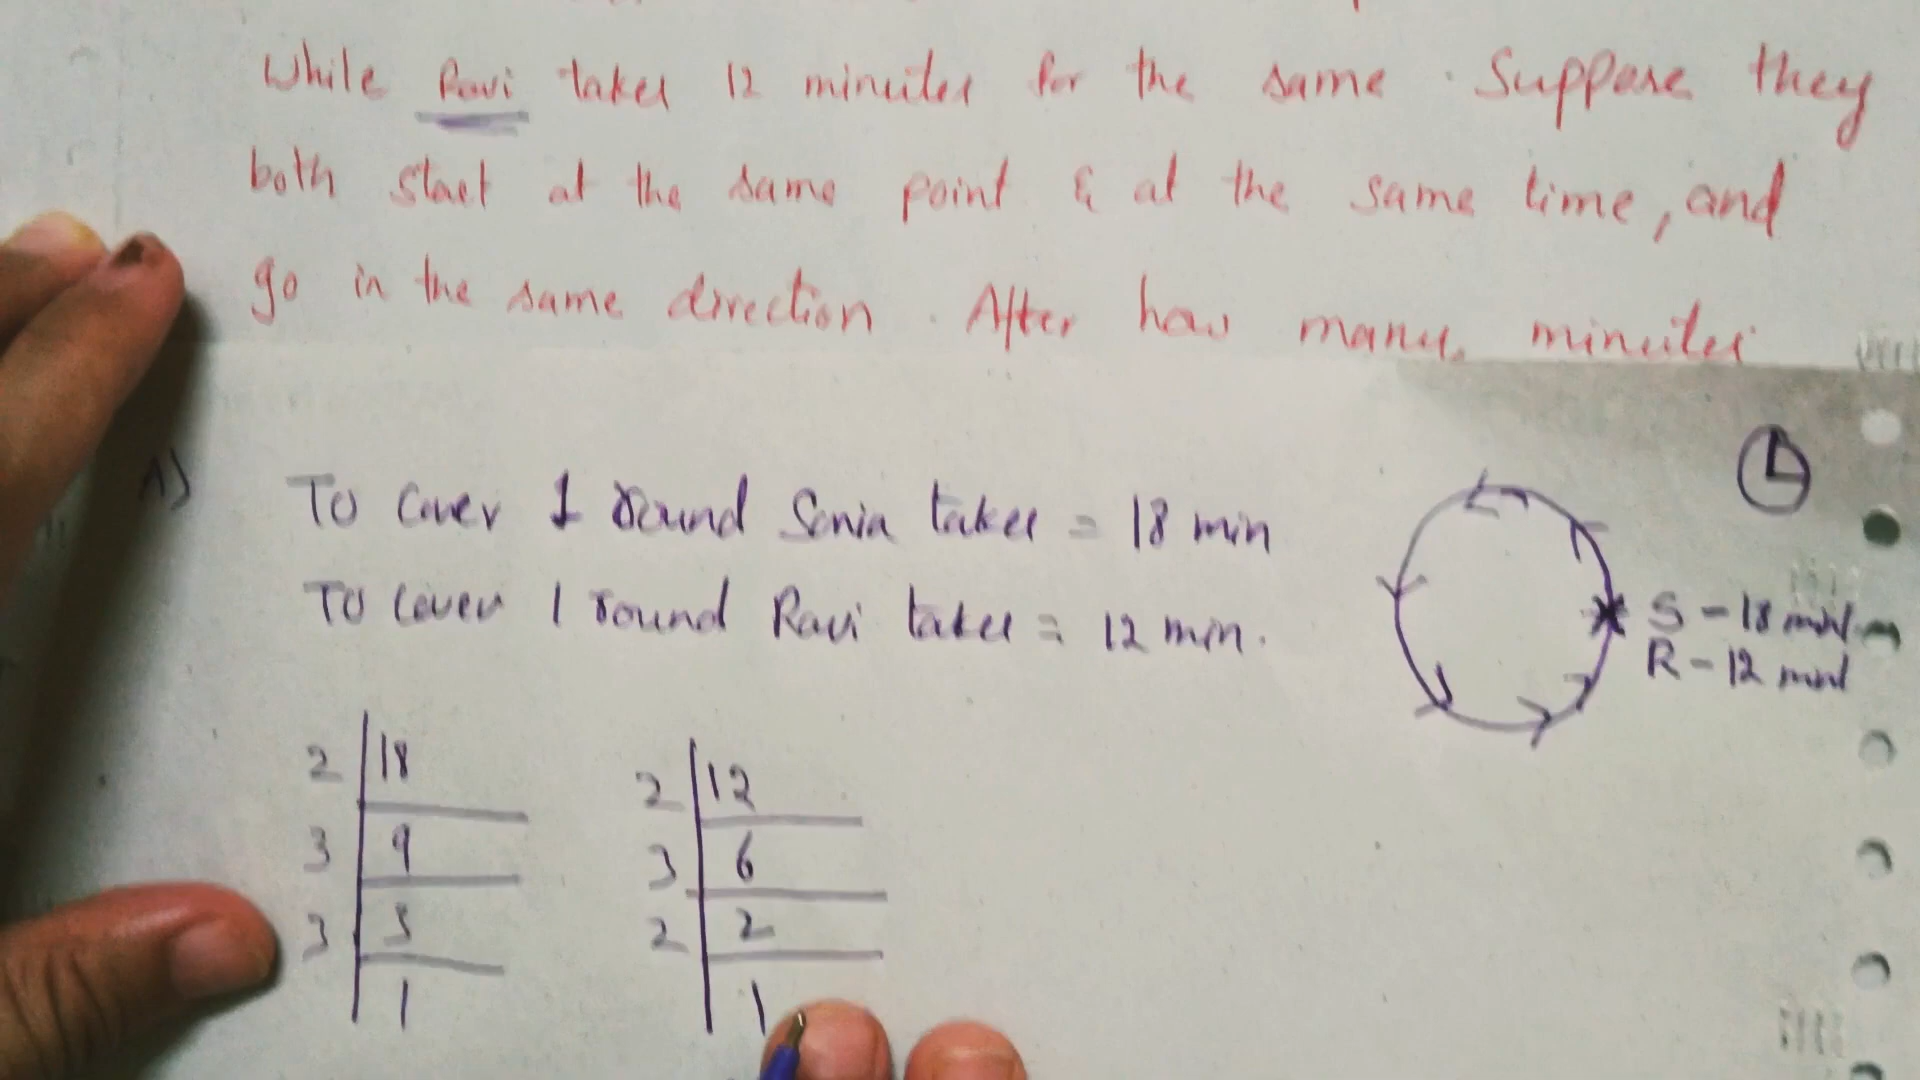 While Ravi takes 12 minutes for the same. Suppose they
both start at the same point & at the same time, and
go in the same direction. After how many minutes
A)
To cover 1 round Sonia takes = 18 min
To cover 1 round Ravi takes = 12 min.
S - 18 mint
R - 12 mint
2 | 18
3 | 9
3 | 3
1
2 | 12
3 | 6
2 | 2
1